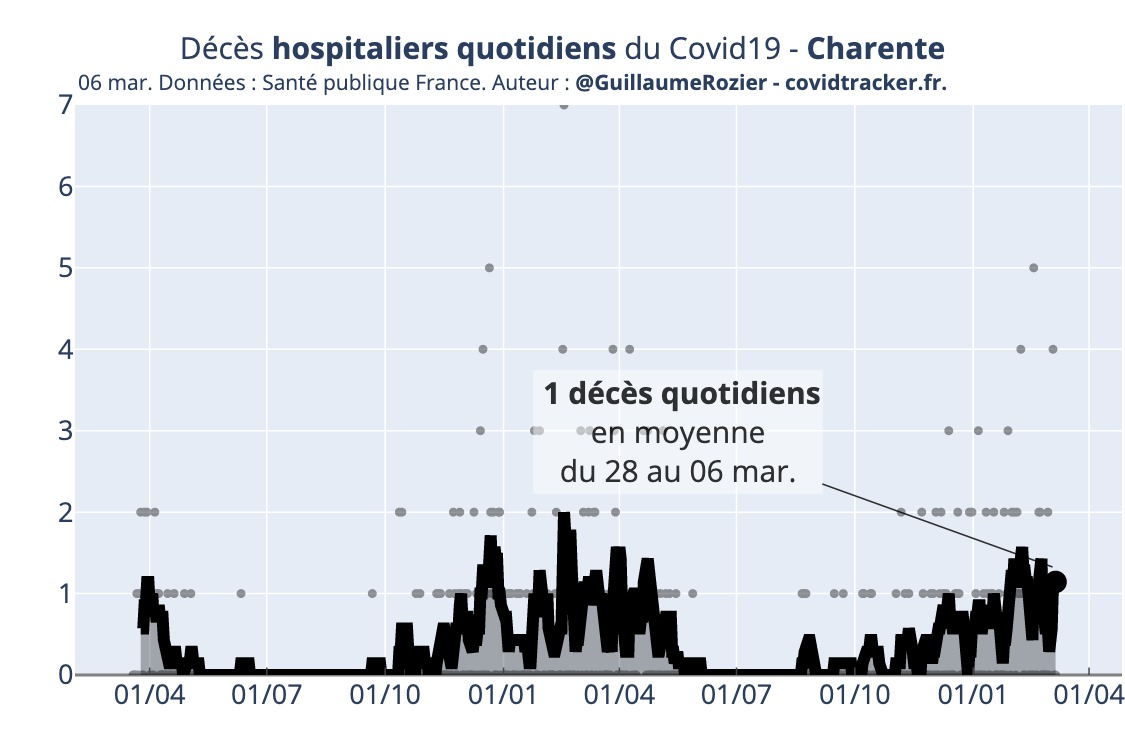 Décès hospitaliers quotidiens du Covid19 - Charente
06 mar. Données : Santé publique France. Auteur : @GuillaumeRozier - covidtracker.fr.
7
6
5
4
3
2
1
0
1 décès quotidiens
en moyenne
du 28 au 06 mar.
01/04 01/07 01/10 01/01 01/04 01/07 01/10 01/01 01/04